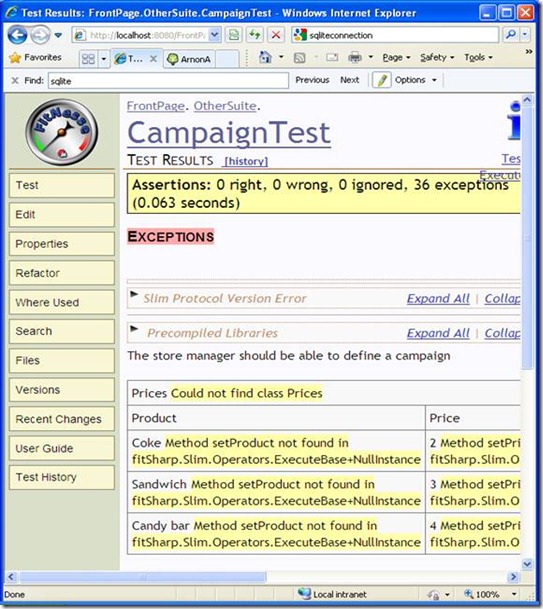 Test Results: FrontPage.OtherSuite.CampaignTest - Windows Internet Explorer
http://localhost:8080/FrontP
sqliteconnection
Favorites
T...
ArnonA
Page
Safety
Tools
Find: sqlite
Previous Next
Options
FitNesse
FrontPage. OtherSuite.
CampaignTest
TEST RESULTS [history]
Tes
Execut
Assertions: 0 right, 0 wrong, 0 ignored, 36 exceptions
(0.063 seconds)
EXCEPTIONS
Slim Protocol Version Error Expand All | Collap
Precompiled Libraries Expand All | Collap
The store manager should be able to define a campaign
Prices Could not find class Prices
Product Price
Coke Method setProduct not found in
fitSharp.Slim.Operators.ExecuteBase+NullInstance
2 Method setPri
fitSharp.Slim.O
Sandwich Method setProduct not found in
fitSharp.Slim.Operators.ExecuteBase+NullInstance
3 Method setPri
fitSharp.Slim.O
Candy bar Method setProduct not found in
fitSharp.Slim.Operators.ExecuteBase+NullInstance
4 Method setPri
fitSharp.Slim.O
Test
Edit
Properties
Refactor
Where Used
Search
Files
Versions
Recent Changes
User Guide
Test History
Done
Local intranet
100%